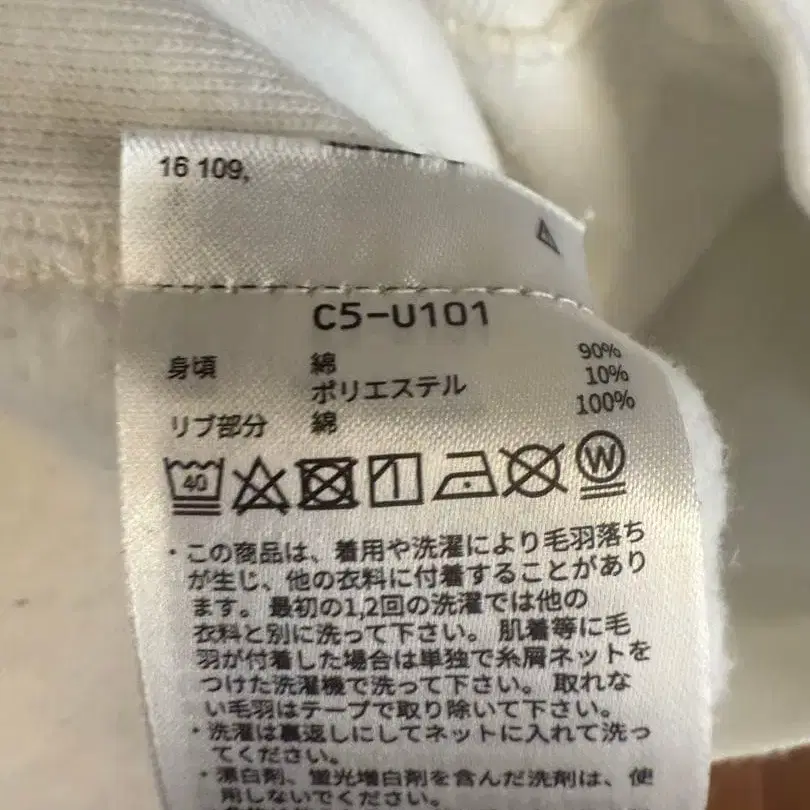 16 109,
C5-U101
身頃 綿 90%
ポリエステル 10%
リブ部分 綿 100%
40 W
・この商品は、着用や洗濯により毛羽落ち
が生じ、他の衣料に付着することがあり
ます。最初の1,2回の洗濯では他の
衣料と別に洗って下さい。肌着等に毛
羽が付着した場合は単独で糸屑ネットを
つけた洗濯機で洗って下さい。取れな
い毛羽はテープで取り除いて下さい。
・洗濯は裏返しにしてネットに入れて洗っ
てください。
・漂白剤、蛍光増白剤を含んだ洗剤は、使
用しないでください。